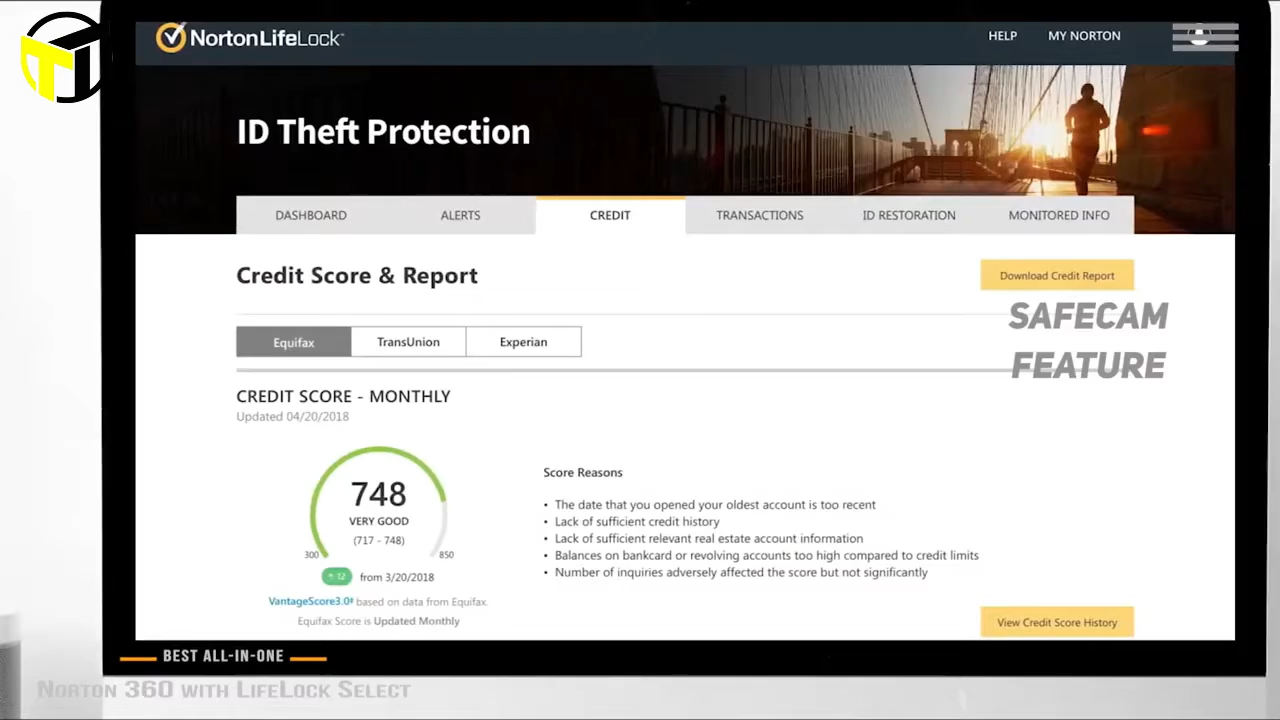 NortonLifeLock
HELP
MY NORTON
ID Theft Protection
DASHBOARD
ALERTS
CREDIT
TRANSACTIONS
ID RESTORATION
MONITORED INFO
Credit Score & Report
Download Credit Report
SAFECAM
FEATURE
Equifax
TransUnion
Experian
CREDIT SCORE - MONTHLY
Updated 04/20/2018
748
VERY GOOD
(717 - 748)
300
850
+ 12 from 3/20/2018
VantageScore3.0‡ based on data from Equifax.
Equifax Score is Updated Monthly
Score Reasons
• The date that you opened your oldest account is too recent
• Lack of sufficient credit history
• Lack of sufficient relevant real estate account information
• Balances on bankcard or revolving accounts too high compared to credit limits
• Number of inquiries adversely affected the score but not significantly
View Credit Score History
BEST ALL-IN-ONE
NORTON 360 WITH LIFELOCK SELECT